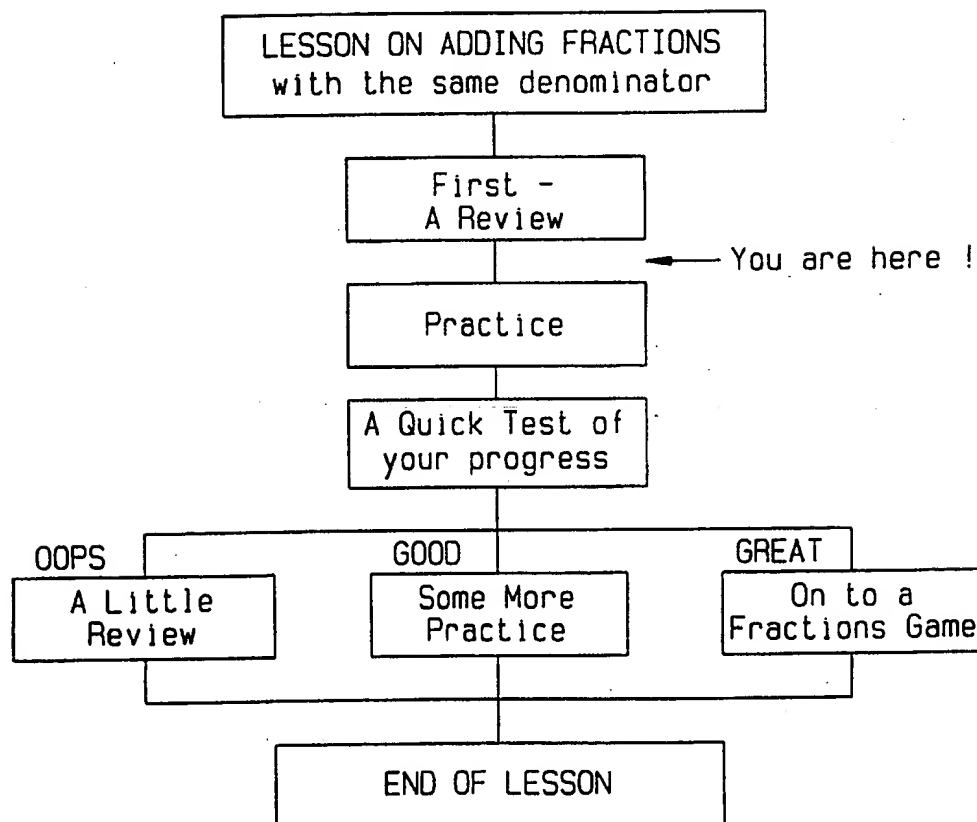 LESSON ON ADDING FRACTIONS
with the same denominator
First -
A Review
You are here !
Practice
A Quick Test of
your progress
OOPS
A Little
Review
GOOD
Some More
Practice
GREAT
On to a
Fractions Game
END OF LESSON